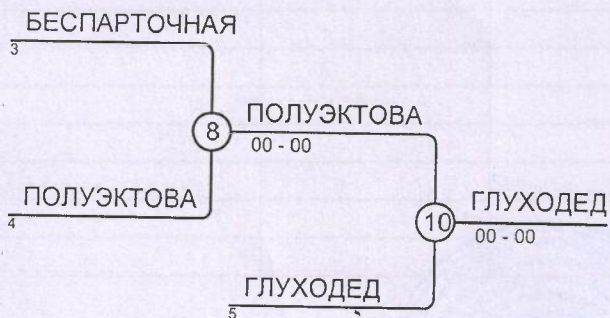 БЕСПАРТОЧНАЯ
3
8
ПОЛУЭКТОВА
00 - 00
ПОЛУЭКТОВА
4
10
ГЛУХОДЕД
00 - 00
ГЛУХОДЕД
5